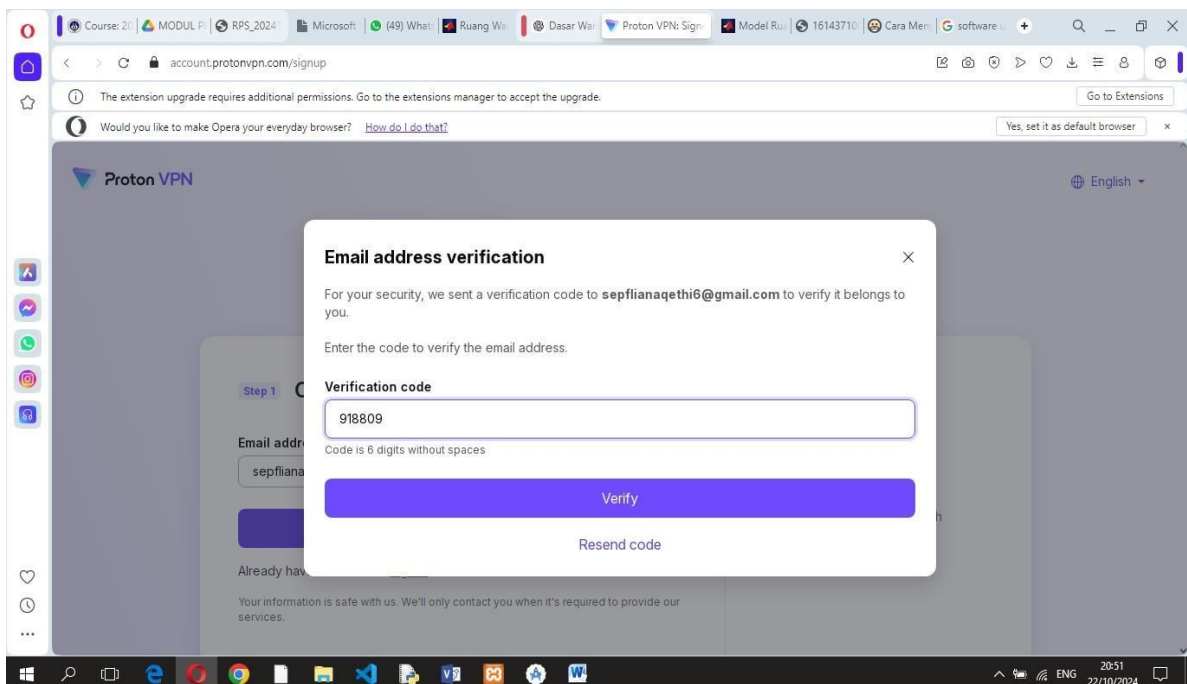 Course: 20
MODUL P
RPS_2024
Microsoft
(49) What
Ruang Wa
Dasar War
Proton VPN: Sign
Model Ru
16143710
Cara Men
software u
account.protonvpn.com/signup
The extension upgrade requires additional permissions. Go to the extensions manager to accept the upgrade.
Go to Extensions
Would you like to make Opera your everyday browser? How do I do that?
Yes, set it as default browser
Proton VPN
English
Email address verification
For your security, we sent a verification code to sepflianaqethi6@gmail.com to verify it belongs to
you.
Enter the code to verify the email address.
Step 1
Verification code
918809
Email addr
Code is 6 digits without spaces
sepfliana
Verify
Resend code
Already hav
Your information is safe with us. We'll only contact you when it's required to provide our
services.
ENG
20:51
22/10/2024